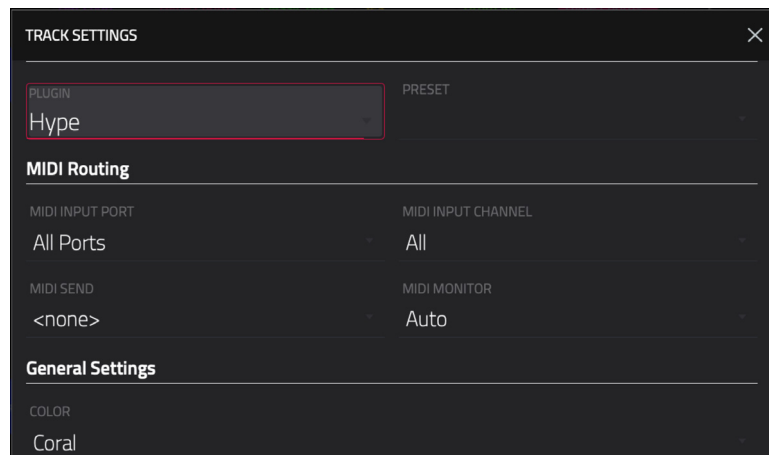 TRACK SETTINGS
PLUGIN
Hype
PRESET
MIDI Routing
MIDI INPUT PORT
All Ports
MIDI INPUT CHANNEL
All
MIDI SEND
<none>
MIDI MONITOR
Auto
General Settings
COLOR
Coral